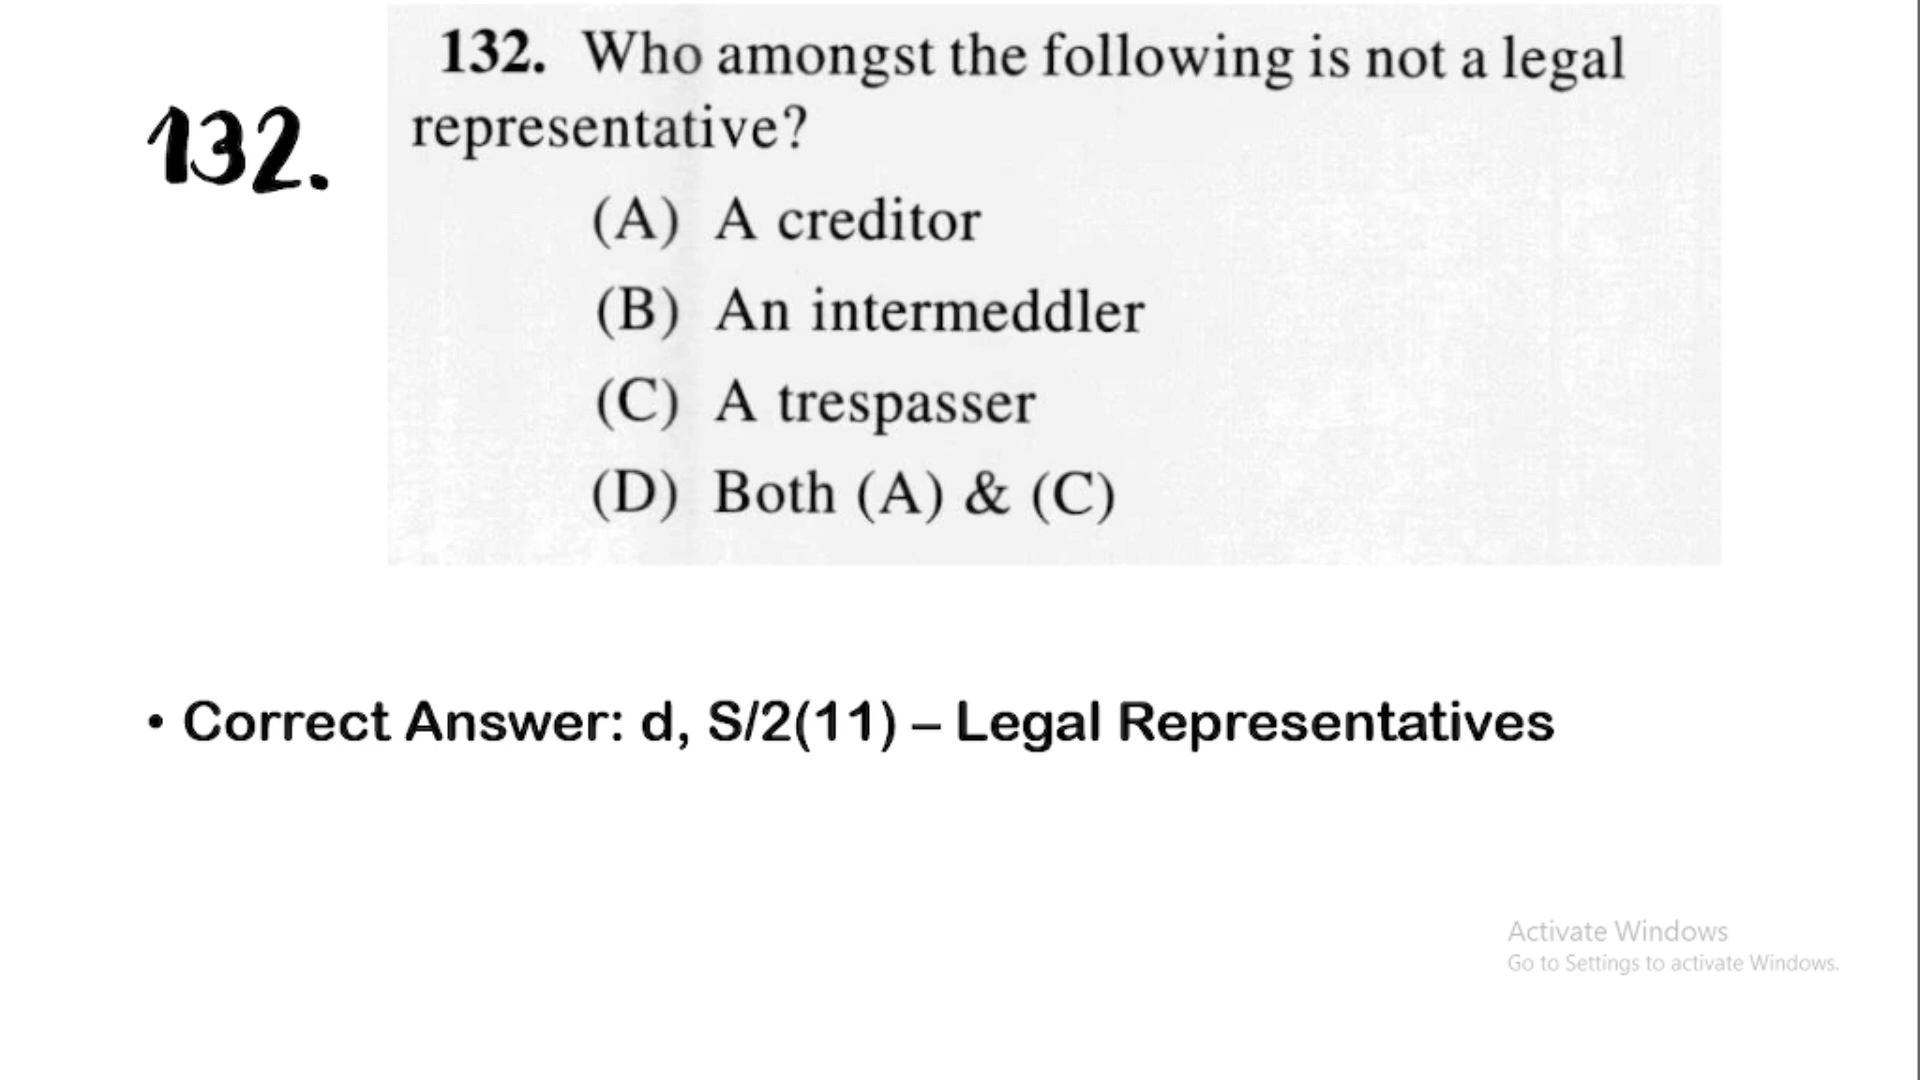 132. Who amongst the following is not a legal
representative?
132.
(A) A creditor
(B) An intermeddler
(C) A trespasser
(D) Both (A) & (C)
• Correct Answer: d, S/2(11) – Legal Representatives
Activate Windows
Go to Settings to activate Windows.